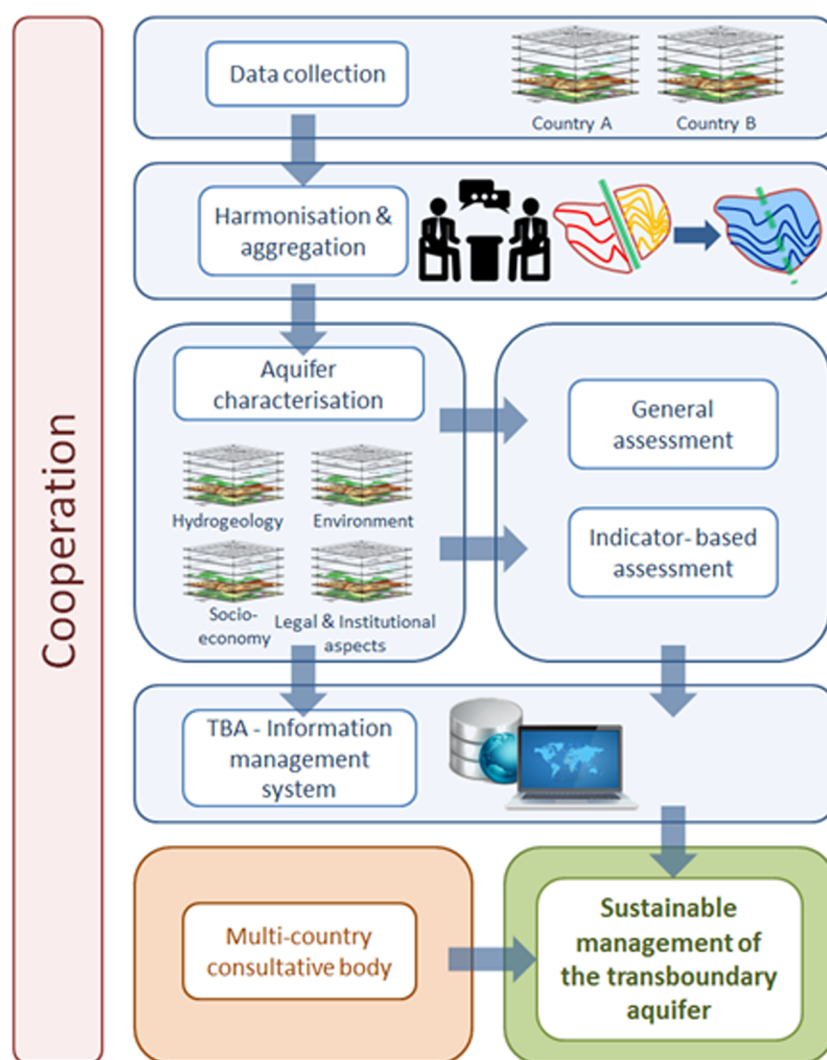 Cooperation
Data collection
Country A
Country B
Harmonisation &
aggregation
Aquifer
characterisation
Hydrogeology
Environment
Socio-
economy
Legal & Institutional
aspects
General
assessment
Indicator- based
assessment
TBA - Information
management
system
Multi-country
consultative body
Sustainable
management of
the transboundary
aquifer